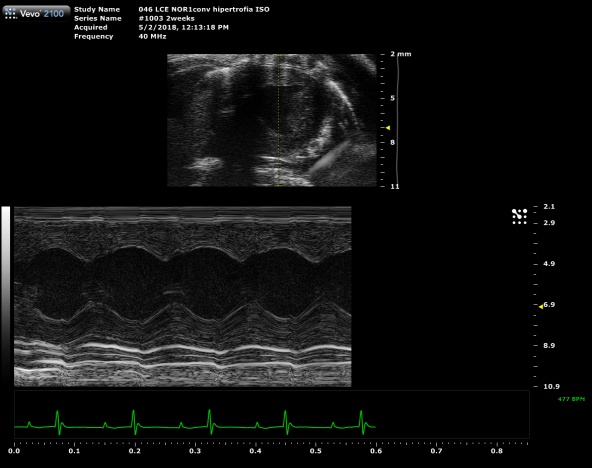 Vevo 2100
Study Name 046 LCE NOR1conv hipertrofia ISO
Series Name #1003 2weeks
Acquired 5/2/2018, 12:13:18 PM
Frequency 40 MHz
2 mm
5
8
11
2.1
2.9
4.9
6.9
8.9
10.9
477 BPM
0.0 0.1 0.2 0.3 0.4 0.5 0.6 0.7 0.8